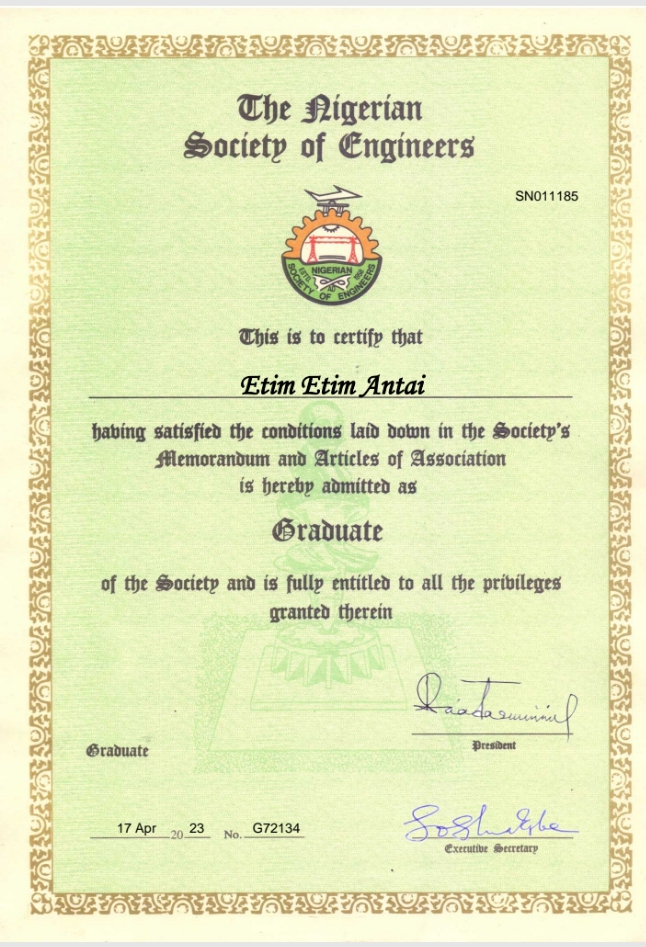 The Nigerian
Society of Engineers
SN011185
NIGERIAN
ESTD. 1958
AD
SOCIETY OF ENGINEERS
This is to certify that
Etim Etim Antai
having satisfied the conditions laid down in the Society's
Memorandum and Articles of Association
is hereby admitted as
Graduate
of the Society and is fully entitled to all the privileges
granted therein
President
Graduate
17 Apr 20 23 No. G72134
Executive Secretary